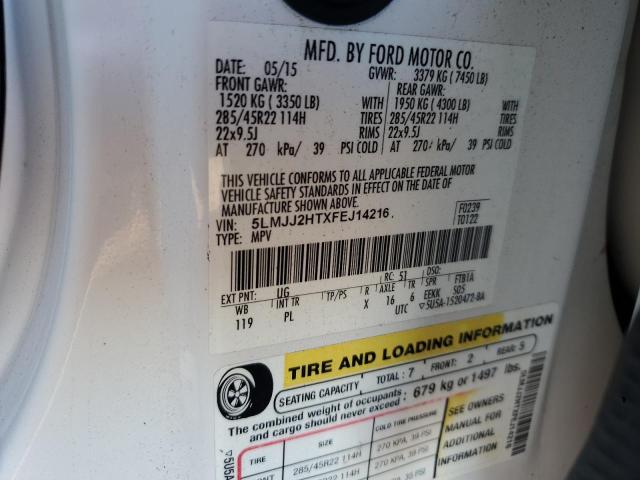 MFD. BY FORD MOTOR CO.
DATE: 05/15 GVWR: 3379 KG ( 7450 LB)
FRONT GAWR: REAR GAWR:
1520 KG ( 3350 LB) WITH 1950 KG ( 4300 LB) WITH
285/45R22 114H TIRES 285/45R22 114H TIRES
22x9.5J RIMS 22x9.5J RIMS
AT 270 kPa/ 39 PSI COLD AT 270 kPa/ 39 PSI COLD
THIS VEHICLE CONFORMS TO ALL APPLICABLE FEDERAL MOTOR
VEHICLE SAFETY STANDARDS IN EFFECT ON THE DATE OF
MANUFACTURE SHOWN ABOVE.
VIN: 5LMJJ2HTXFEJ14216 F0239
TYPE: MPV T0122
EXT PNT: UG RC: 51 DSO:
WB INT TR TP/PS R AXLE TR SPR FTB1A
119 PL X 16 6 EEKK 505
UTC ▽5U5A-1520472-BA
TIRE AND LOADING INFORMATION
SEATING CAPACITY TOTAL : 7 FRONT: 2 REAR: 5
The combined weight of occupants
and cargo should never exceed : 679 kg or 1497 lbs.
TIRE SIZE COLD TIRE PRESSURE
285/45R22 114H 270 KPA, 39 PSI
SEE OWNERS
MANUAL FOR
ADDITIONAL
INFORMATION